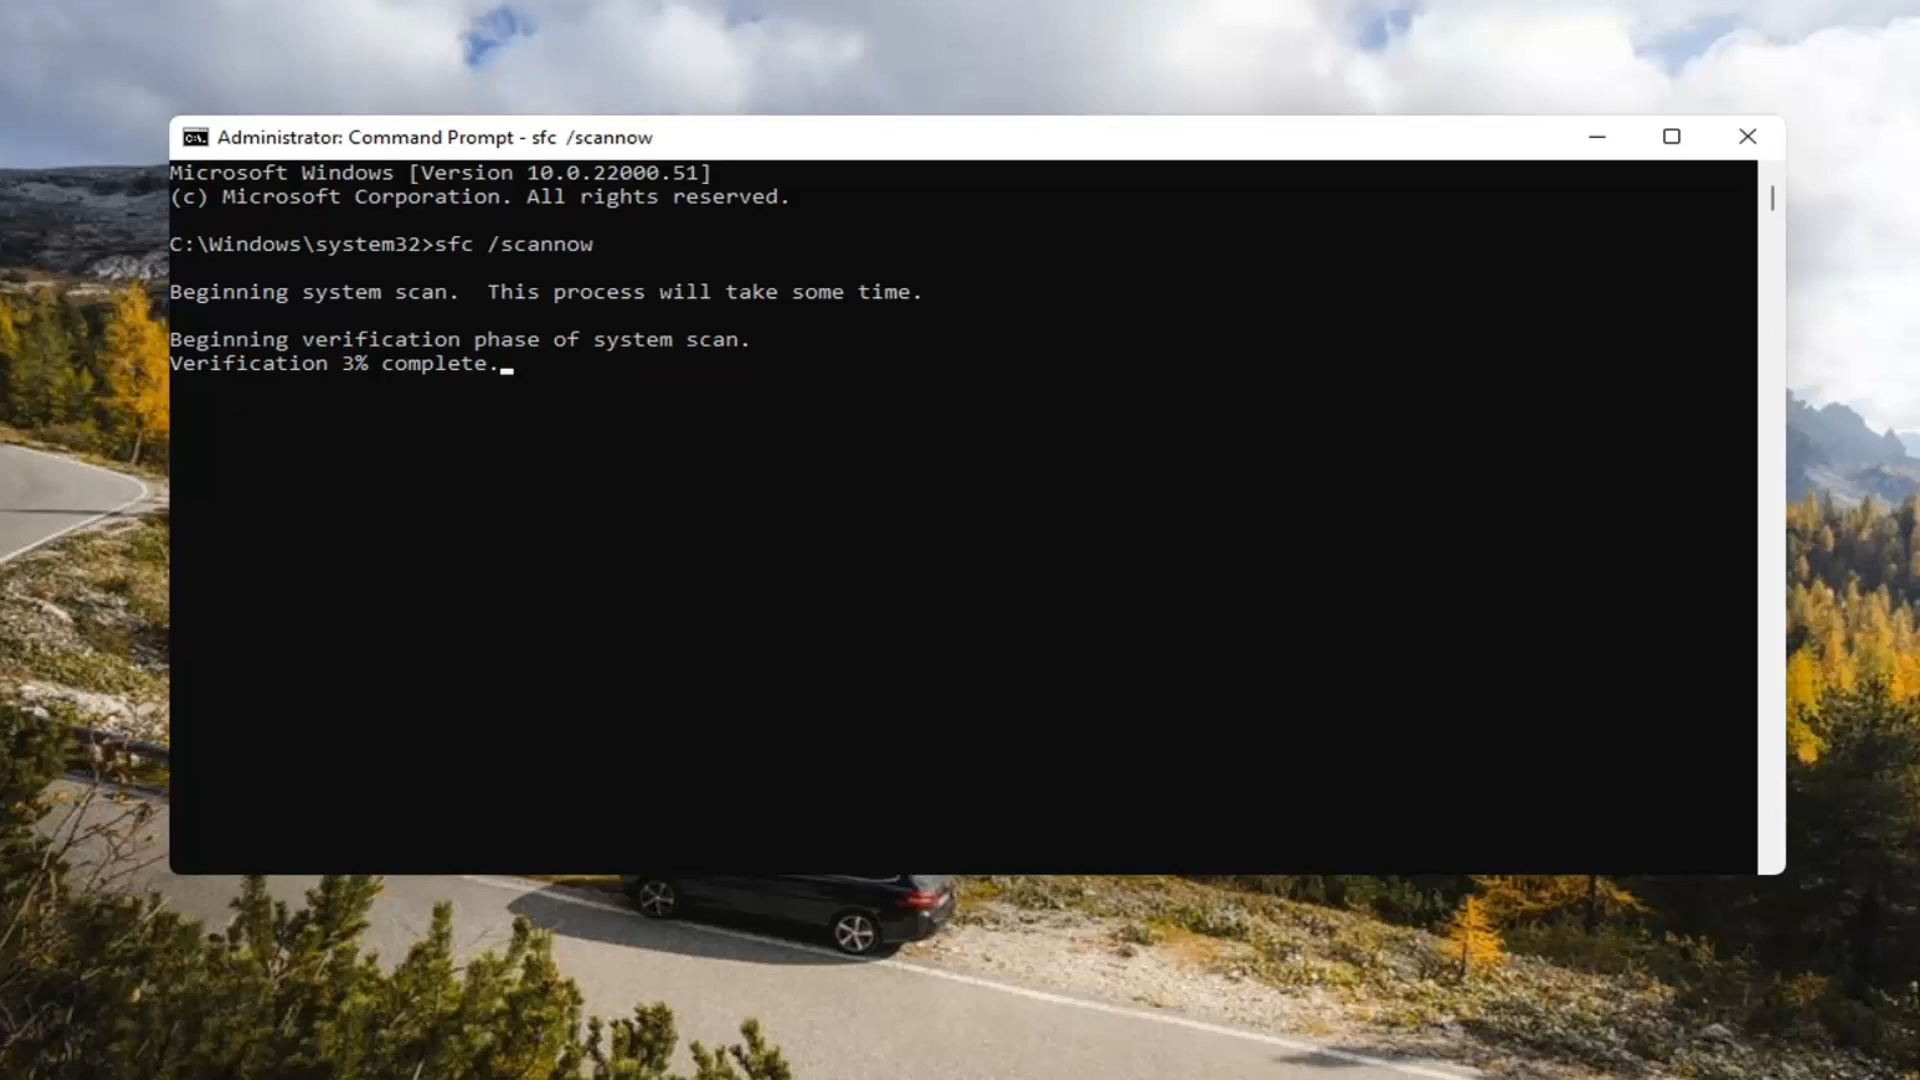 Administrator: Command Prompt - sfc  /scannow
Microsoft Windows [Version 10.0.22000.51]
(c) Microsoft Corporation. All rights reserved.
C:\Windows\system32>sfc /scannow
Beginning system scan.  This process will take some time.
Beginning verification phase of system scan.
Verification 3% complete.